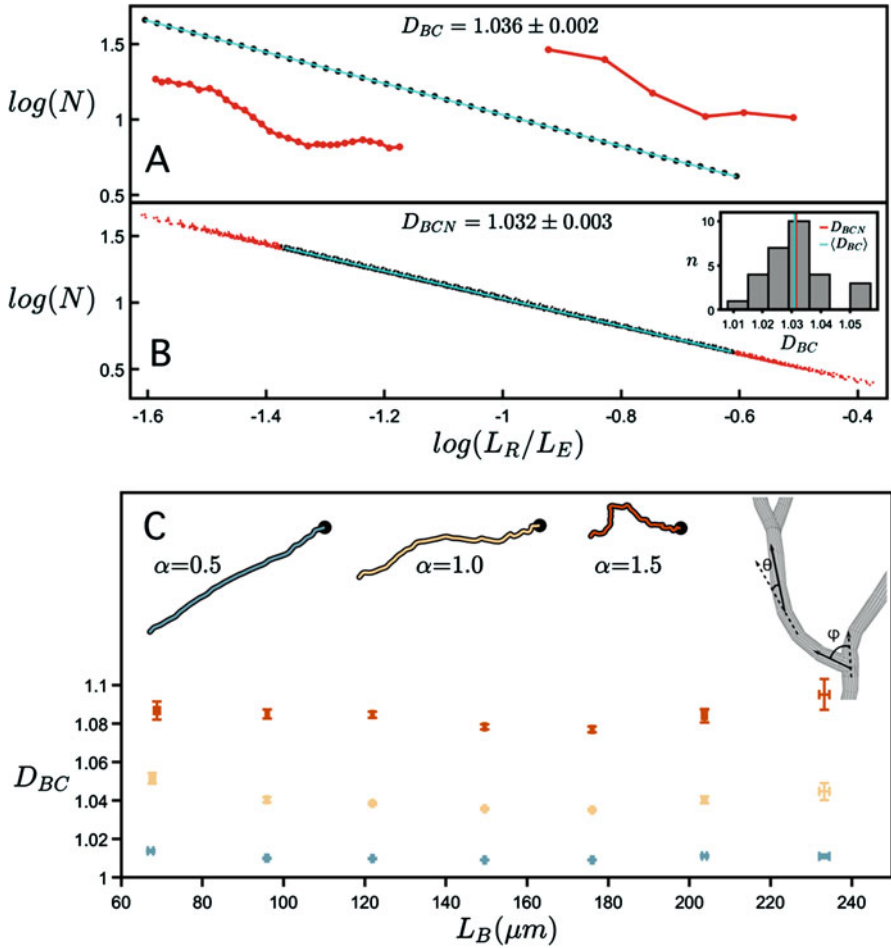 D_BC = 1.036 ± 0.002
log(N)
1.5
1
0.5
A
D_BCN = 1.032 ± 0.003
log(N)
1.5
1
0.5
B
n
10
5
0
D_BCN
⟨D_BC⟩
1.01 1.02 1.03 1.04 1.05
D_BC
-1.6 -1.4 -1.2 -1 -0.8 -0.6 -0.4
log(L_R/L_E)
C
α=0.5
α=1.0
α=1.5
θ
φ
D_BC
1.1
1.08
1.06
1.04
1.02
1
60 80 100 120 140 160 180 200 220 240
L_B(μm)